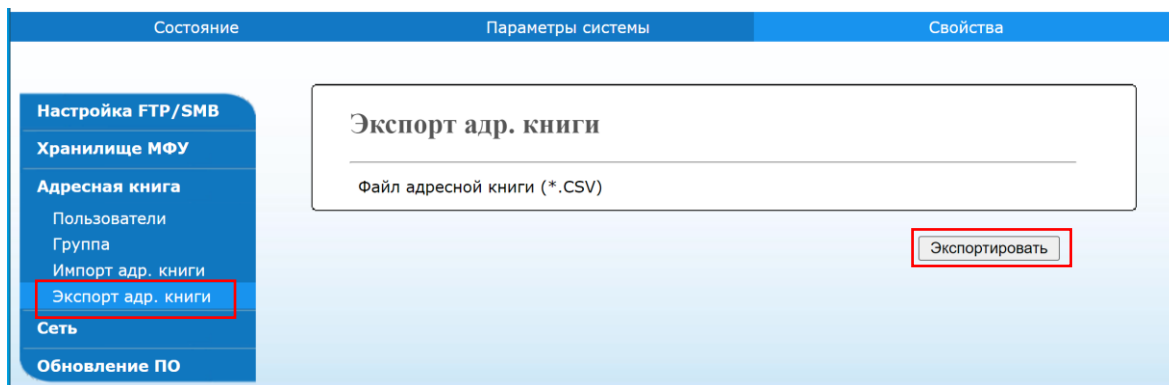 Состояние
Параметры системы
Свойства
Настройка FTP/SMB
Хранилище МФУ
Адресная книга
Пользователи
Группа
Импорт адр. книги
Экспорт адр. книги
Сеть
Обновление ПО
Экспорт адр. книги
Файл адресной книги (*.CSV)
Экспортировать